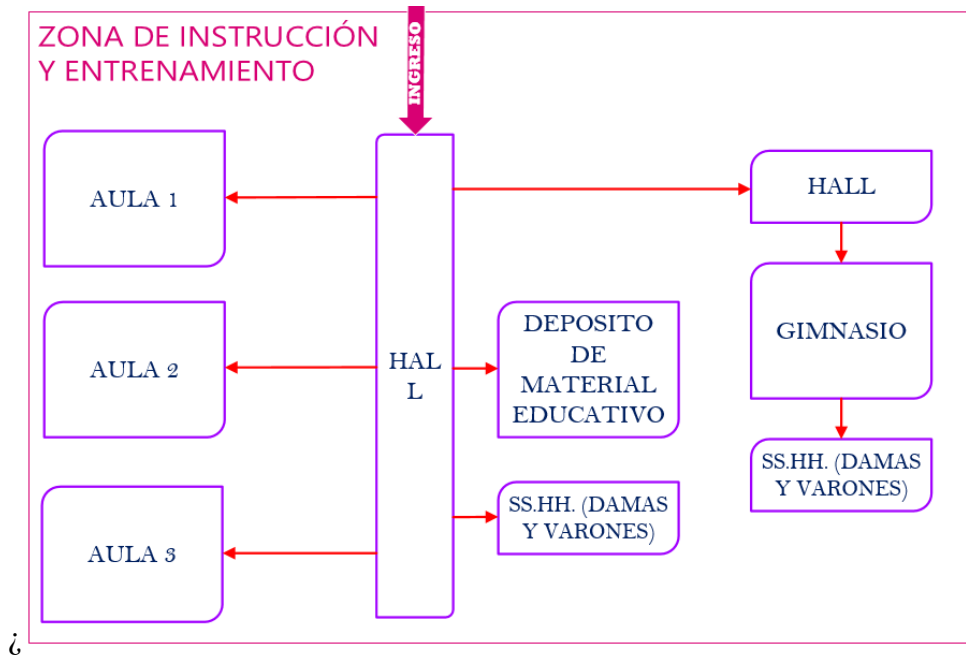 ZONA DE INSTRUCCIÓN
Y ENTRENAMIENTO
INGRESO
AULA 1
HALL
DEPOSITO
DE
MATERIAL
EDUCATIVO
GIMNASIO
AULA 2
HAL
L
SS.HH. (DAMAS
Y VARONES)
SS.HH. (DAMAS
Y VARONES)
AULA 3
¿